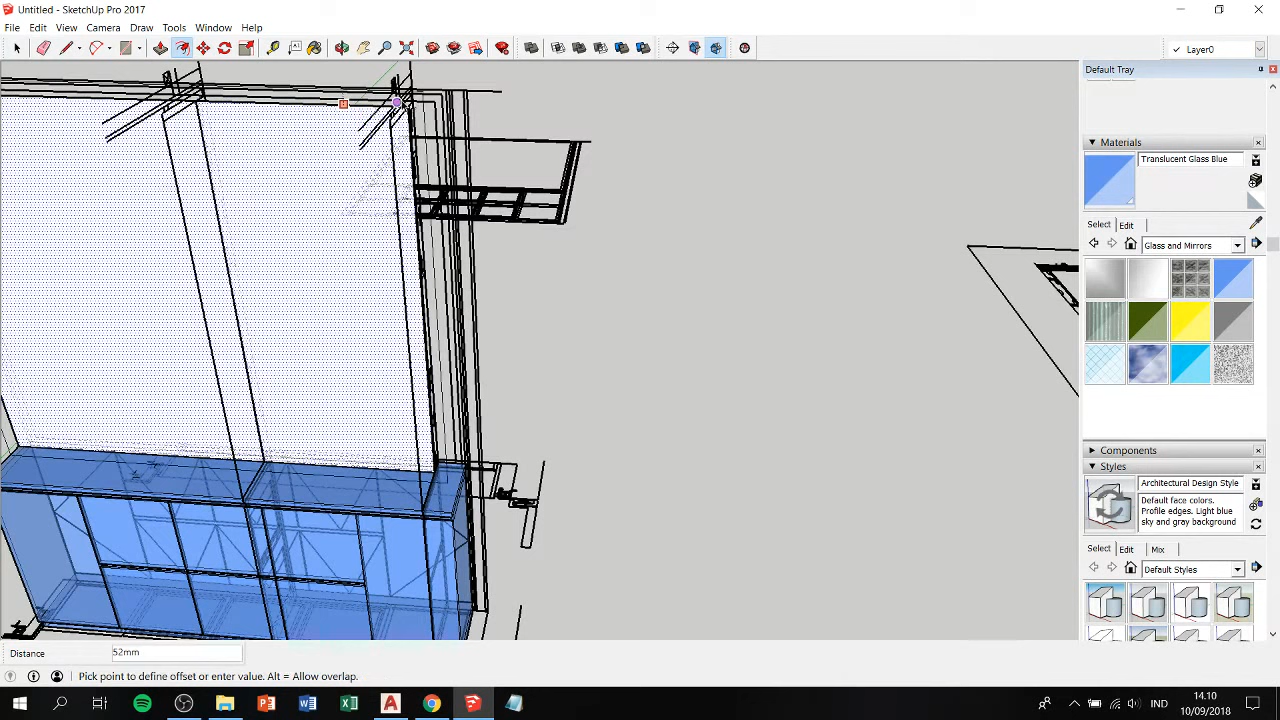 Untitled - SketchUp Pro 2017
File Edit View Camera Draw Tools Window Help
Layer0
Default Tray
Materials
Translucent Glass Blue
Select Edit
Glass and Mirrors
Components
Styles
Architectural Design Style
Default face colors.
Profile edges. Light blue
sky and gray background
Select Edit Mix
Default Styles
Distance 52mm
Pick point to define offset or enter value. Alt = Allow overlap.
IND
14.10
10/09/2018